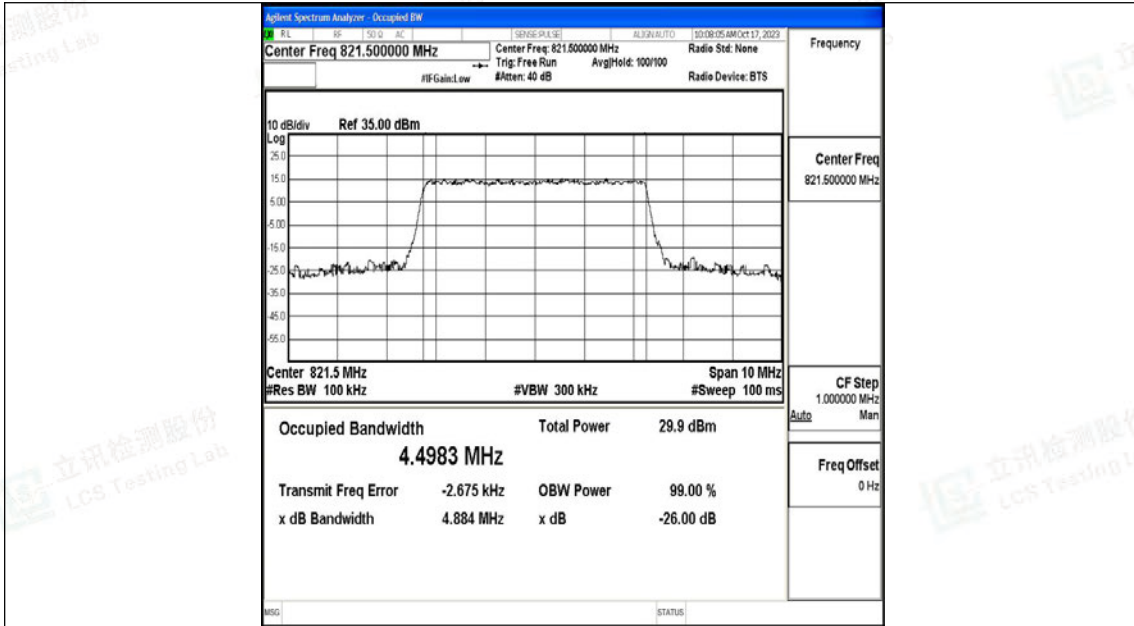 Agilent Spectrum Analyzer - Occupied BW
RL RF 50 Ω AC SENSE:PULSE ALIGNAUTO 10:08:05 AM Oct 17, 2023
Center Freq 821.500000 MHz
Center Freq: 821.500000 MHz
Radio Std: None
Trig: Free Run Avg|Hold: 100/100
#IFGain:Low
#Atten: 40 dB
Radio Device: BTS
10 dB/div Ref 35.00 dBm
Log
25.0
15.0
5.00
-5.00
-15.0
-25.0
-35.0
-45.0
-55.0
Center 821.5 MHz Span 10 MHz
#Res BW 100 kHz #VBW 300 kHz #Sweep 100 ms
Occupied Bandwidth Total Power 29.9 dBm
4.4983 MHz
Transmit Freq Error -2.675 kHz OBW Power 99.00 %
x dB Bandwidth 4.884 MHz x dB -26.00 dB
MSG STATUS
Frequency
Center Freq
821.500000 MHz
CF Step
1.000000 MHz
Auto Man
Freq Offset
0 Hz
立讯检测股份
LCS Testing Lab
立讯检测股份
LCS Testing